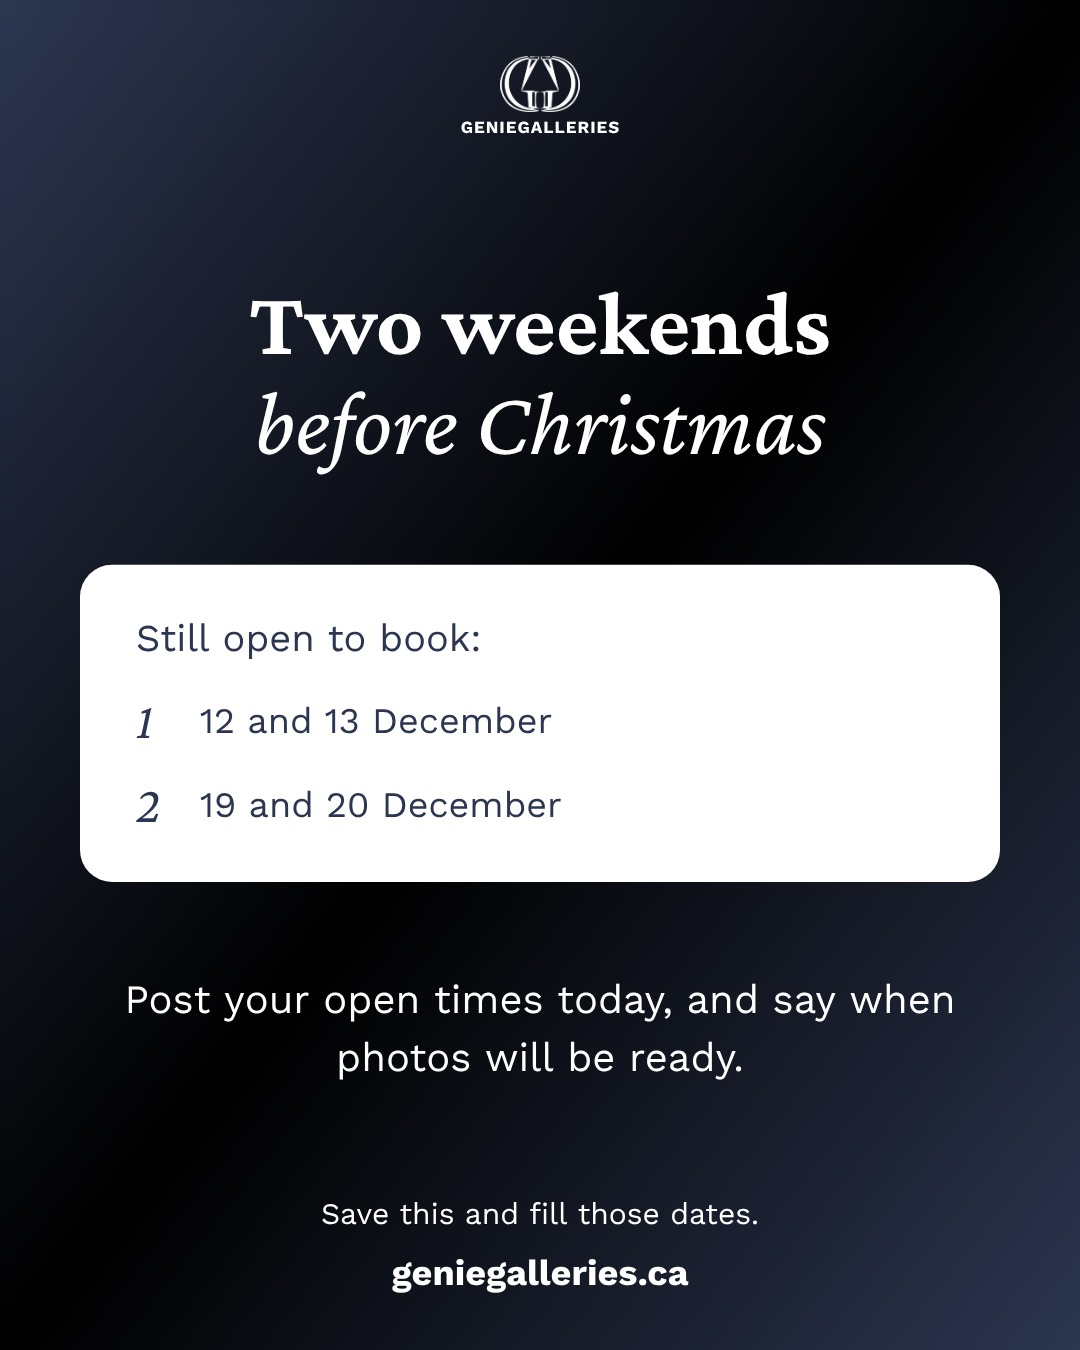 GENIEGALLERIES
Two weekends
before Christmas
Still open to book:
1 12 and 13 December
2 19 and 20 December
Post your open times today, and say when
photos will be ready.
Save this and fill those dates.
geniegalleries.ca